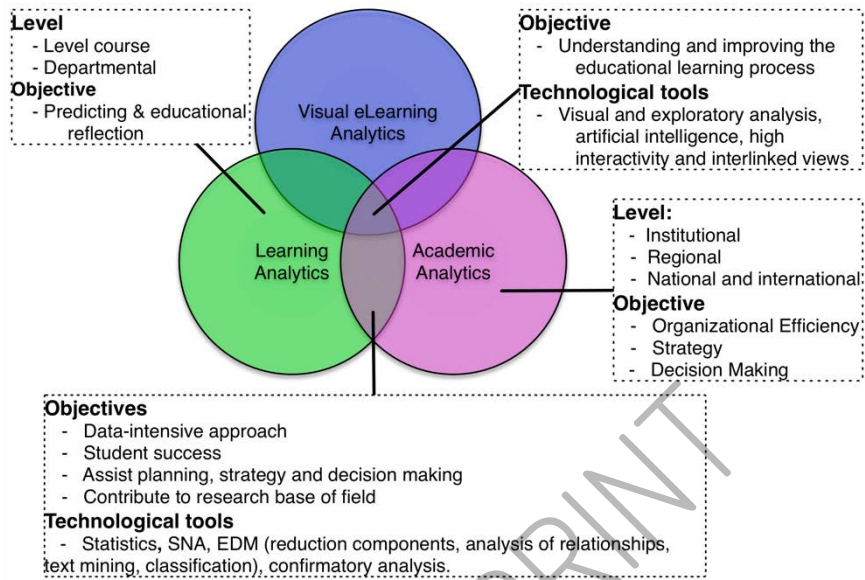 Level
- Level course
- Departmental
Objective
- Predicting & educational
reflection
Visual eLearning
Analytics
Objective
- Understanding and improving the
educational learning process
Technological tools
- Visual and exploratory analysis,
artificial intelligence, high
interactivity and interlinked views
Learning
Analytics
Academic
Analytics
Level:
- Institutional
- Regional
- National and international
Objective
- Organizational Efficiency
- Strategy
- Decision Making
Objectives
- Data-intensive approach
- Student success
- Assist planning, strategy and decision making
- Contribute to research base of field
Technological tools
- Statistics, SNA, EDM (reduction components, analysis of relationships,
text mining, classification), confirmatory analysis.
PRINT